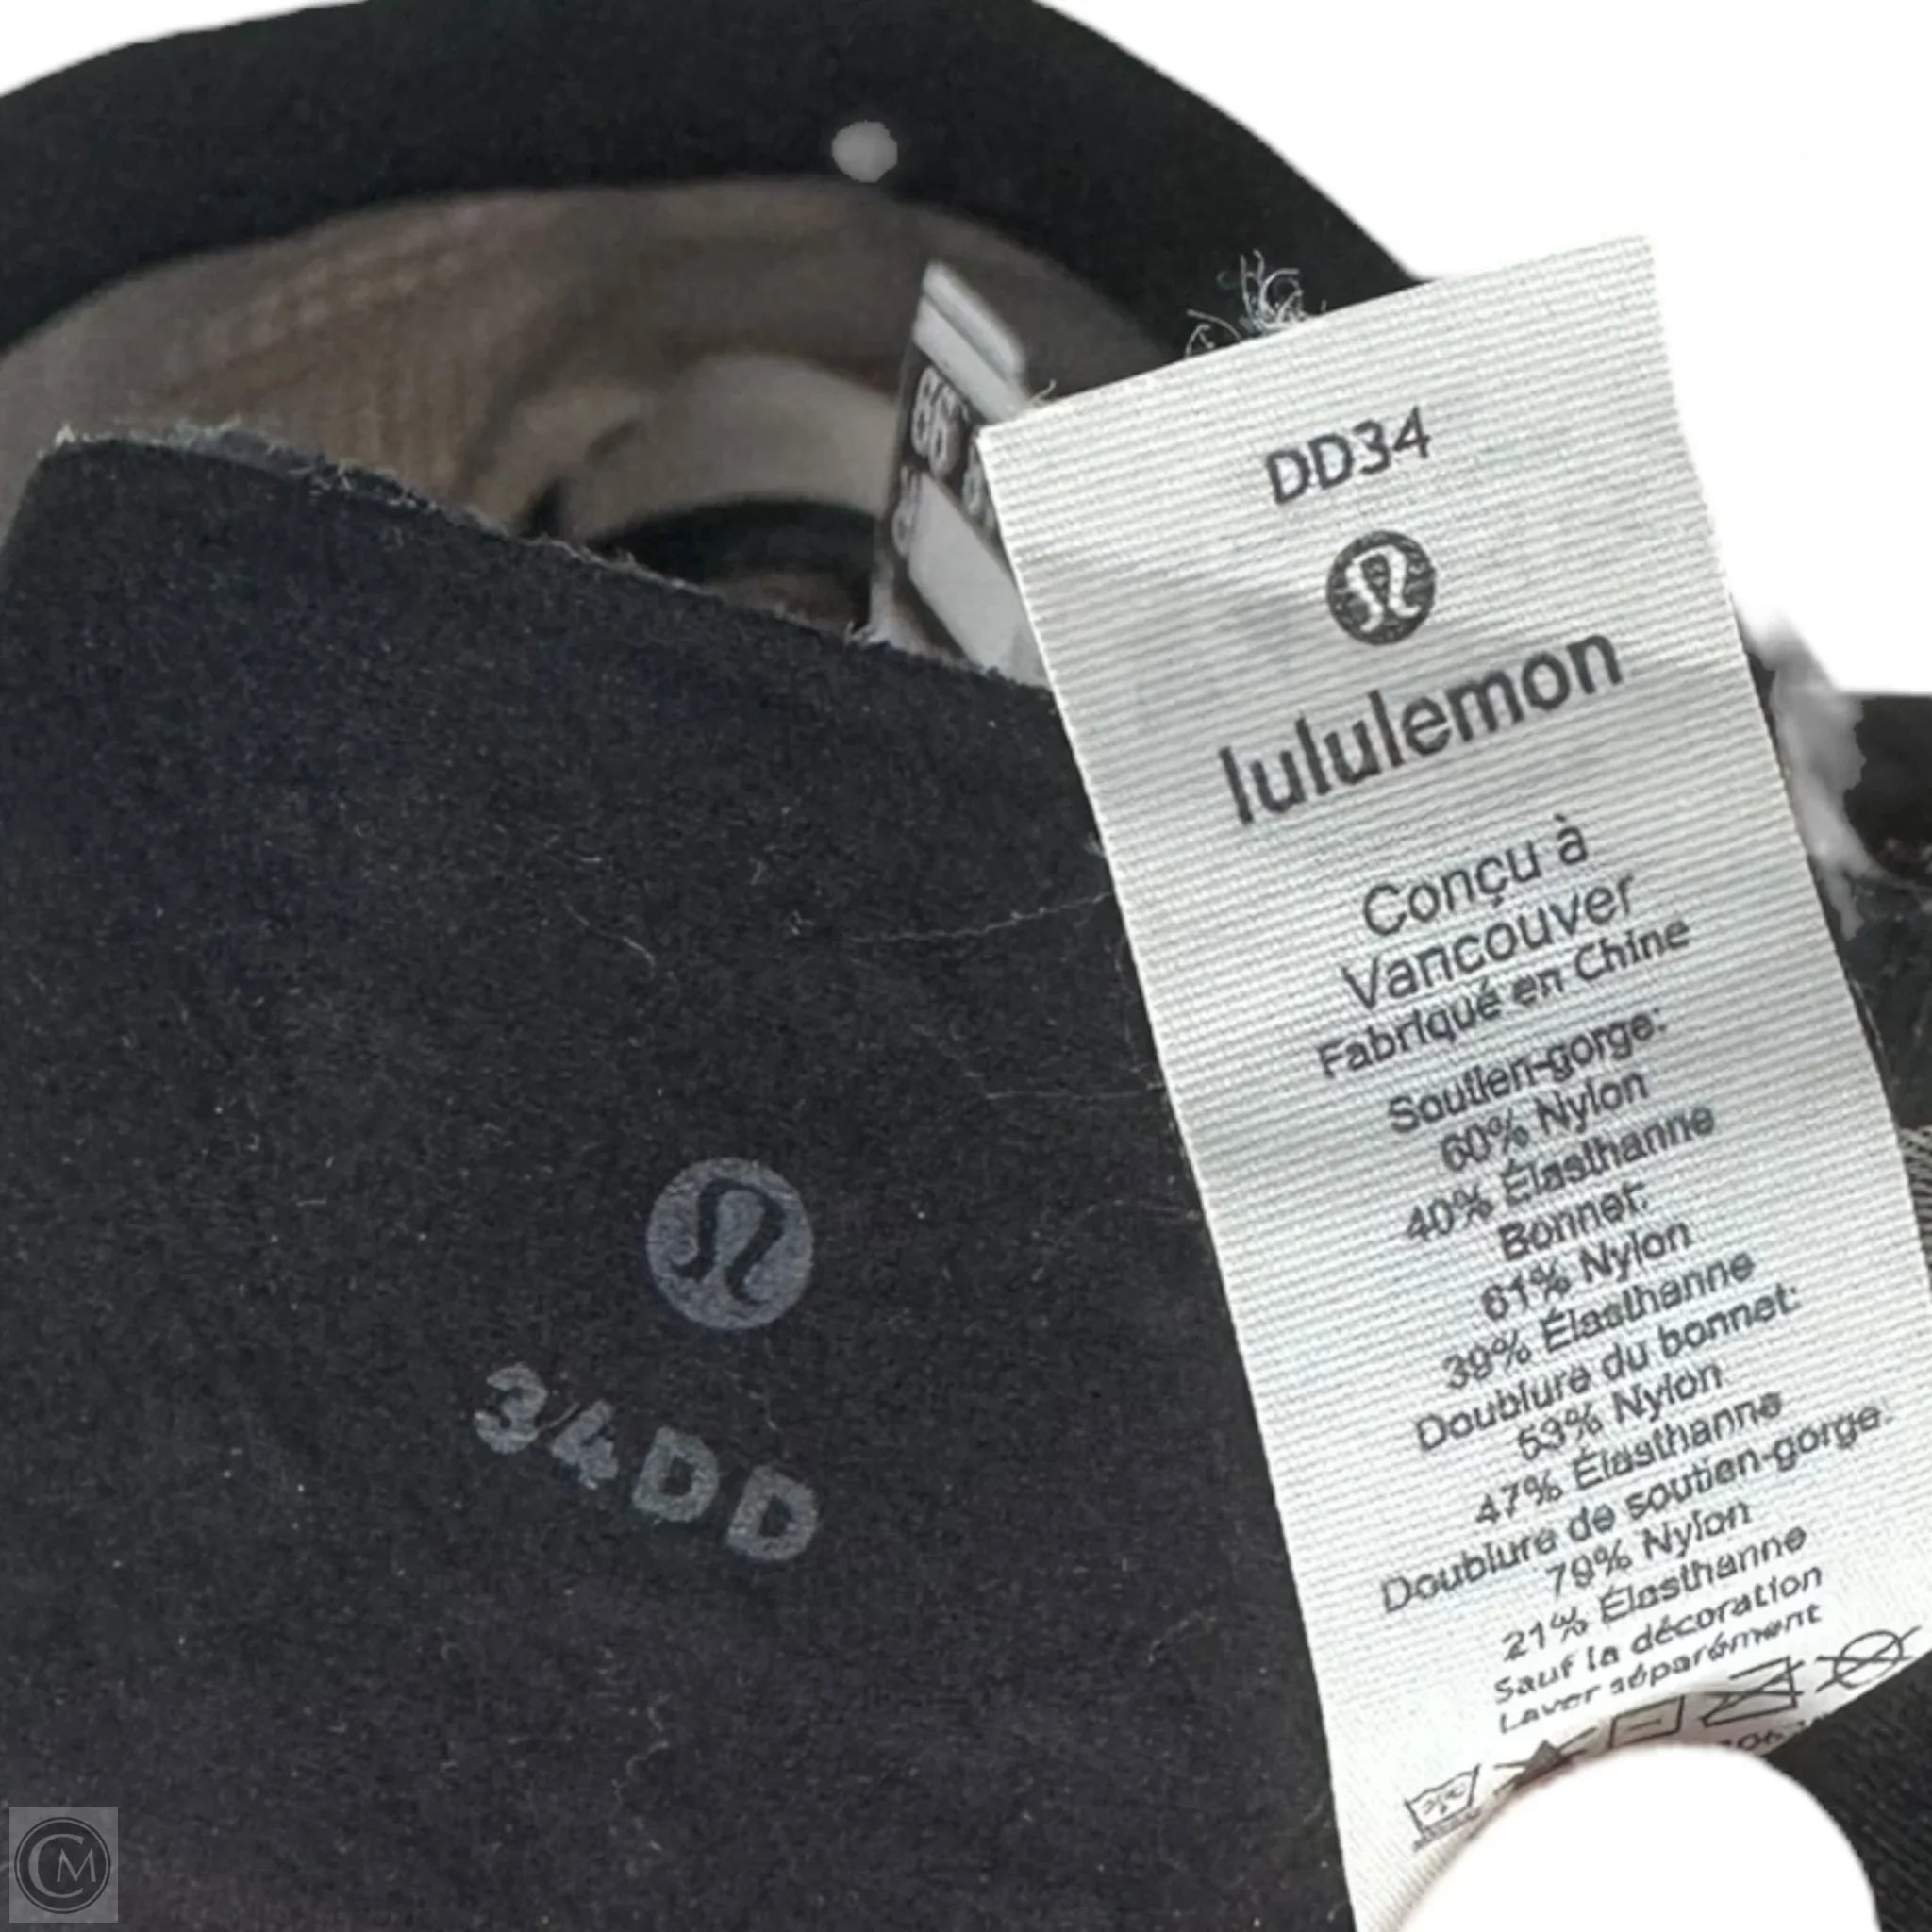 DD34
lululemon
Conçu à
Vancouver
Fabriqué en Chine
Soutien-gorge:
60% Nylon
40% Élasthanne
Bonnet:
61% Nylon
39% Élasthanne
Doublure du bonnet:
53% Nylon
47% Élasthanne
Doublure de soutien-gorge:
79% Nylon
21% Élasthanne
Sauf la décoration
Laver séparément
34DD
CM